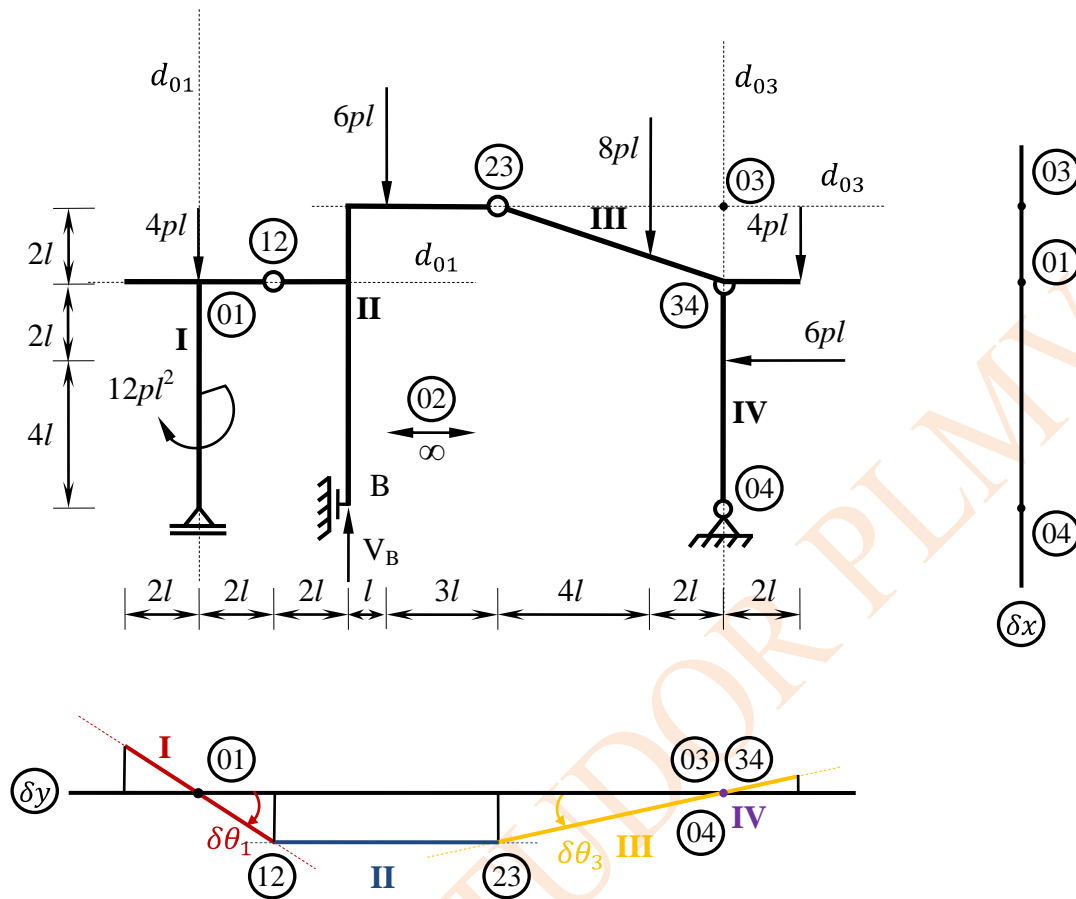 d₀₁
d₀₃
6pl
8pl
23
03
d₀₃
4pl
12
III
4pl
2l
d₀₁
01
34
II
I
2l
6pl
12pl²
02
∞
IV
4l
B
04
V_B
2l
2l
2l
l
3l
4l
2l
2l
03
01
04
δx
I
01
03
34
δy
IV
δθ₁
δθ₃
III
04
12
II
23
TUDOR PLMV